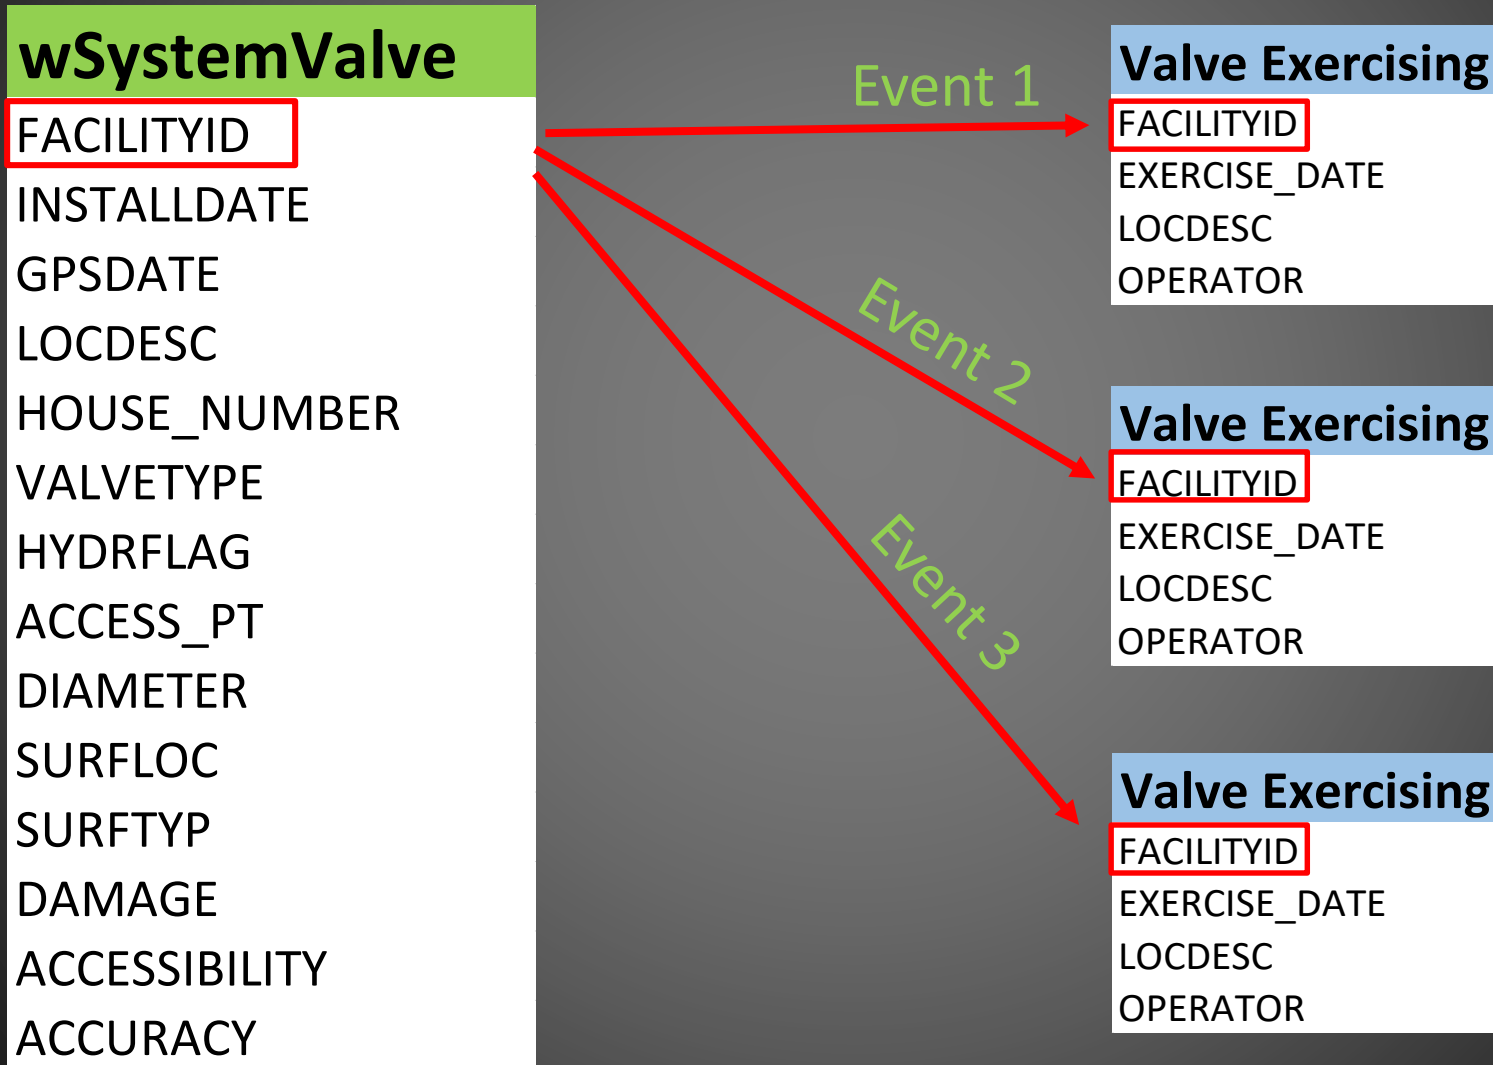 wSystemValve
FACILITYID
INSTALLDATE
GPSDATE
LOCDESC
HOUSE_NUMBER
VALVETYPE
HYDRFLAG
ACCESS_PT
DIAMETER
SURFLOC
SURFTYP
DAMAGE
ACCESSIBILITY
ACCURACY
Event 1
Event 2
Event 3
Valve Exercising
FACILITYID
EXERCISE_DATE
LOCDESC
OPERATOR
Valve Exercising
FACILITYID
EXERCISE_DATE
LOCDESC
OPERATOR
Valve Exercising
FACILITYID
EXERCISE_DATE
LOCDESC
OPERATOR